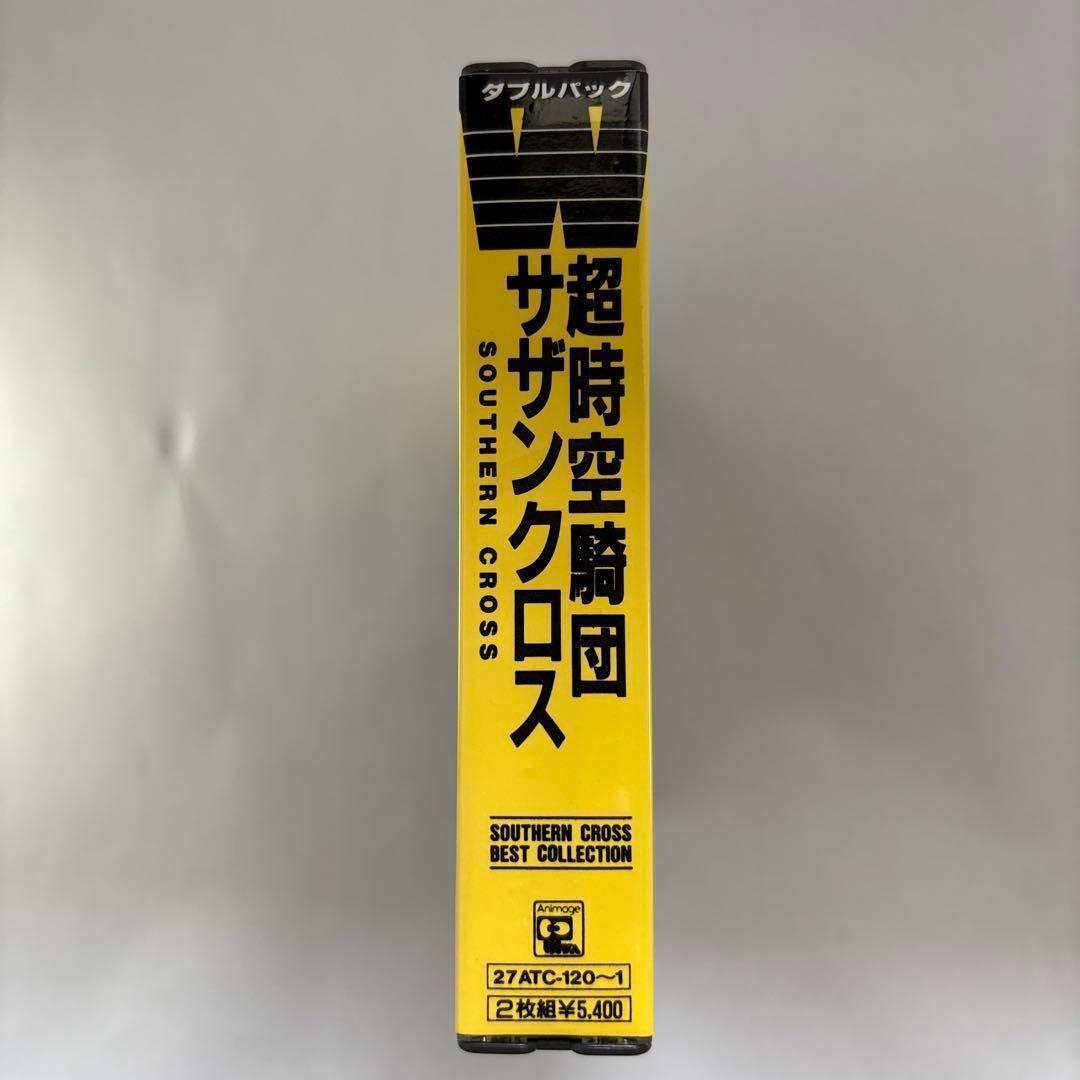 ダブルパック
超時空騎団
サザンクロス
SOUTHERN CROSS
SOUTHERN CROSS
BEST COLLECTION
Animage
27ATC-120〜1
2枚組¥5,400